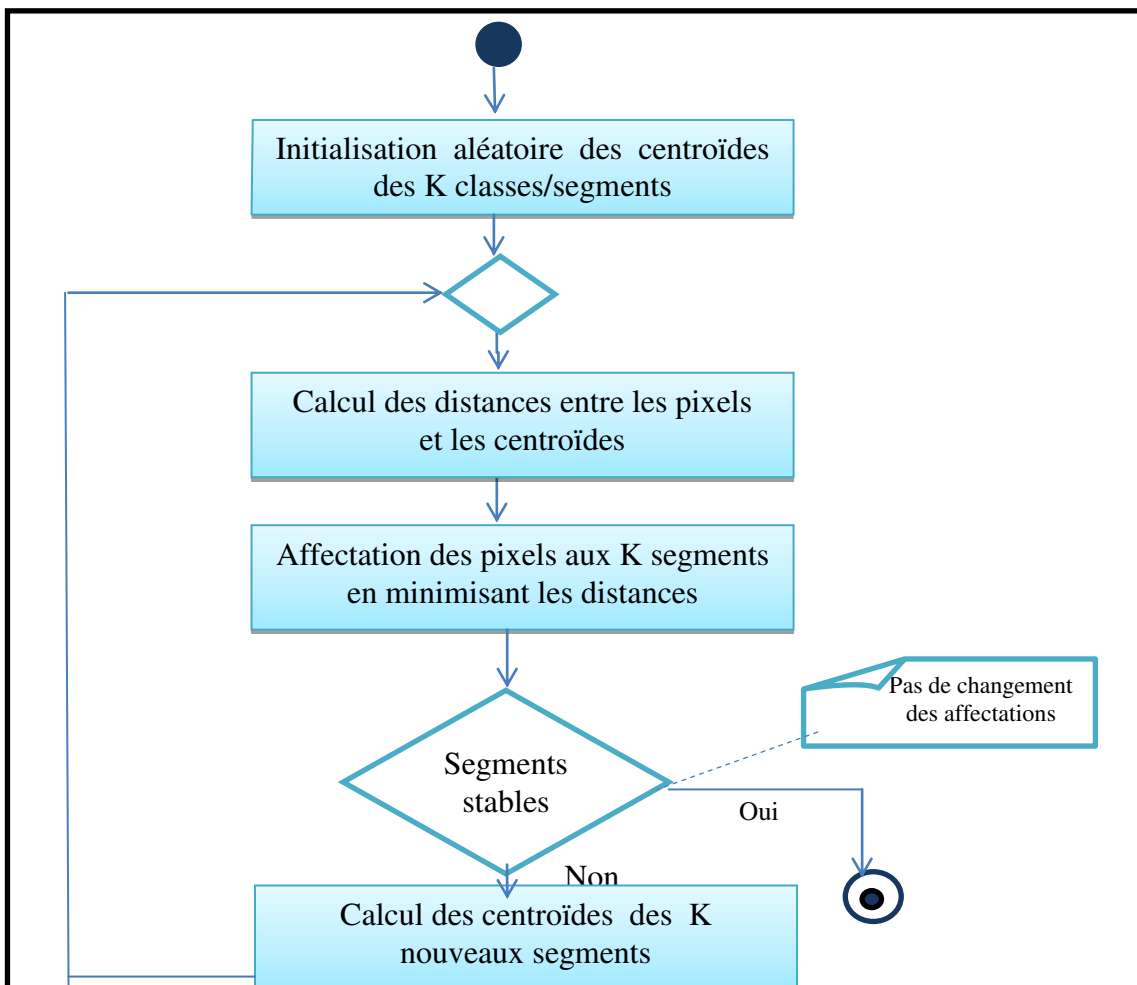 Initialisation aléatoire des centroïdes
des K classes/segments
Calcul des distances entre les pixels
et les centroïdes
Affectation des pixels aux K segments
en minimisant les distances
Pas de changement
des affectations
Segments
stables
Oui
Non
Calcul des centroïdes des K
nouveaux segments